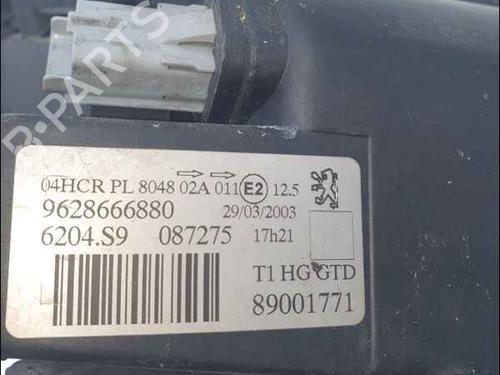 04HCR PL 8048 02A 011 E2 12.5
9628666880 29/03/2003
6204.S9 087275 17h21
T1 HG GTD
89001771
B-PARTS